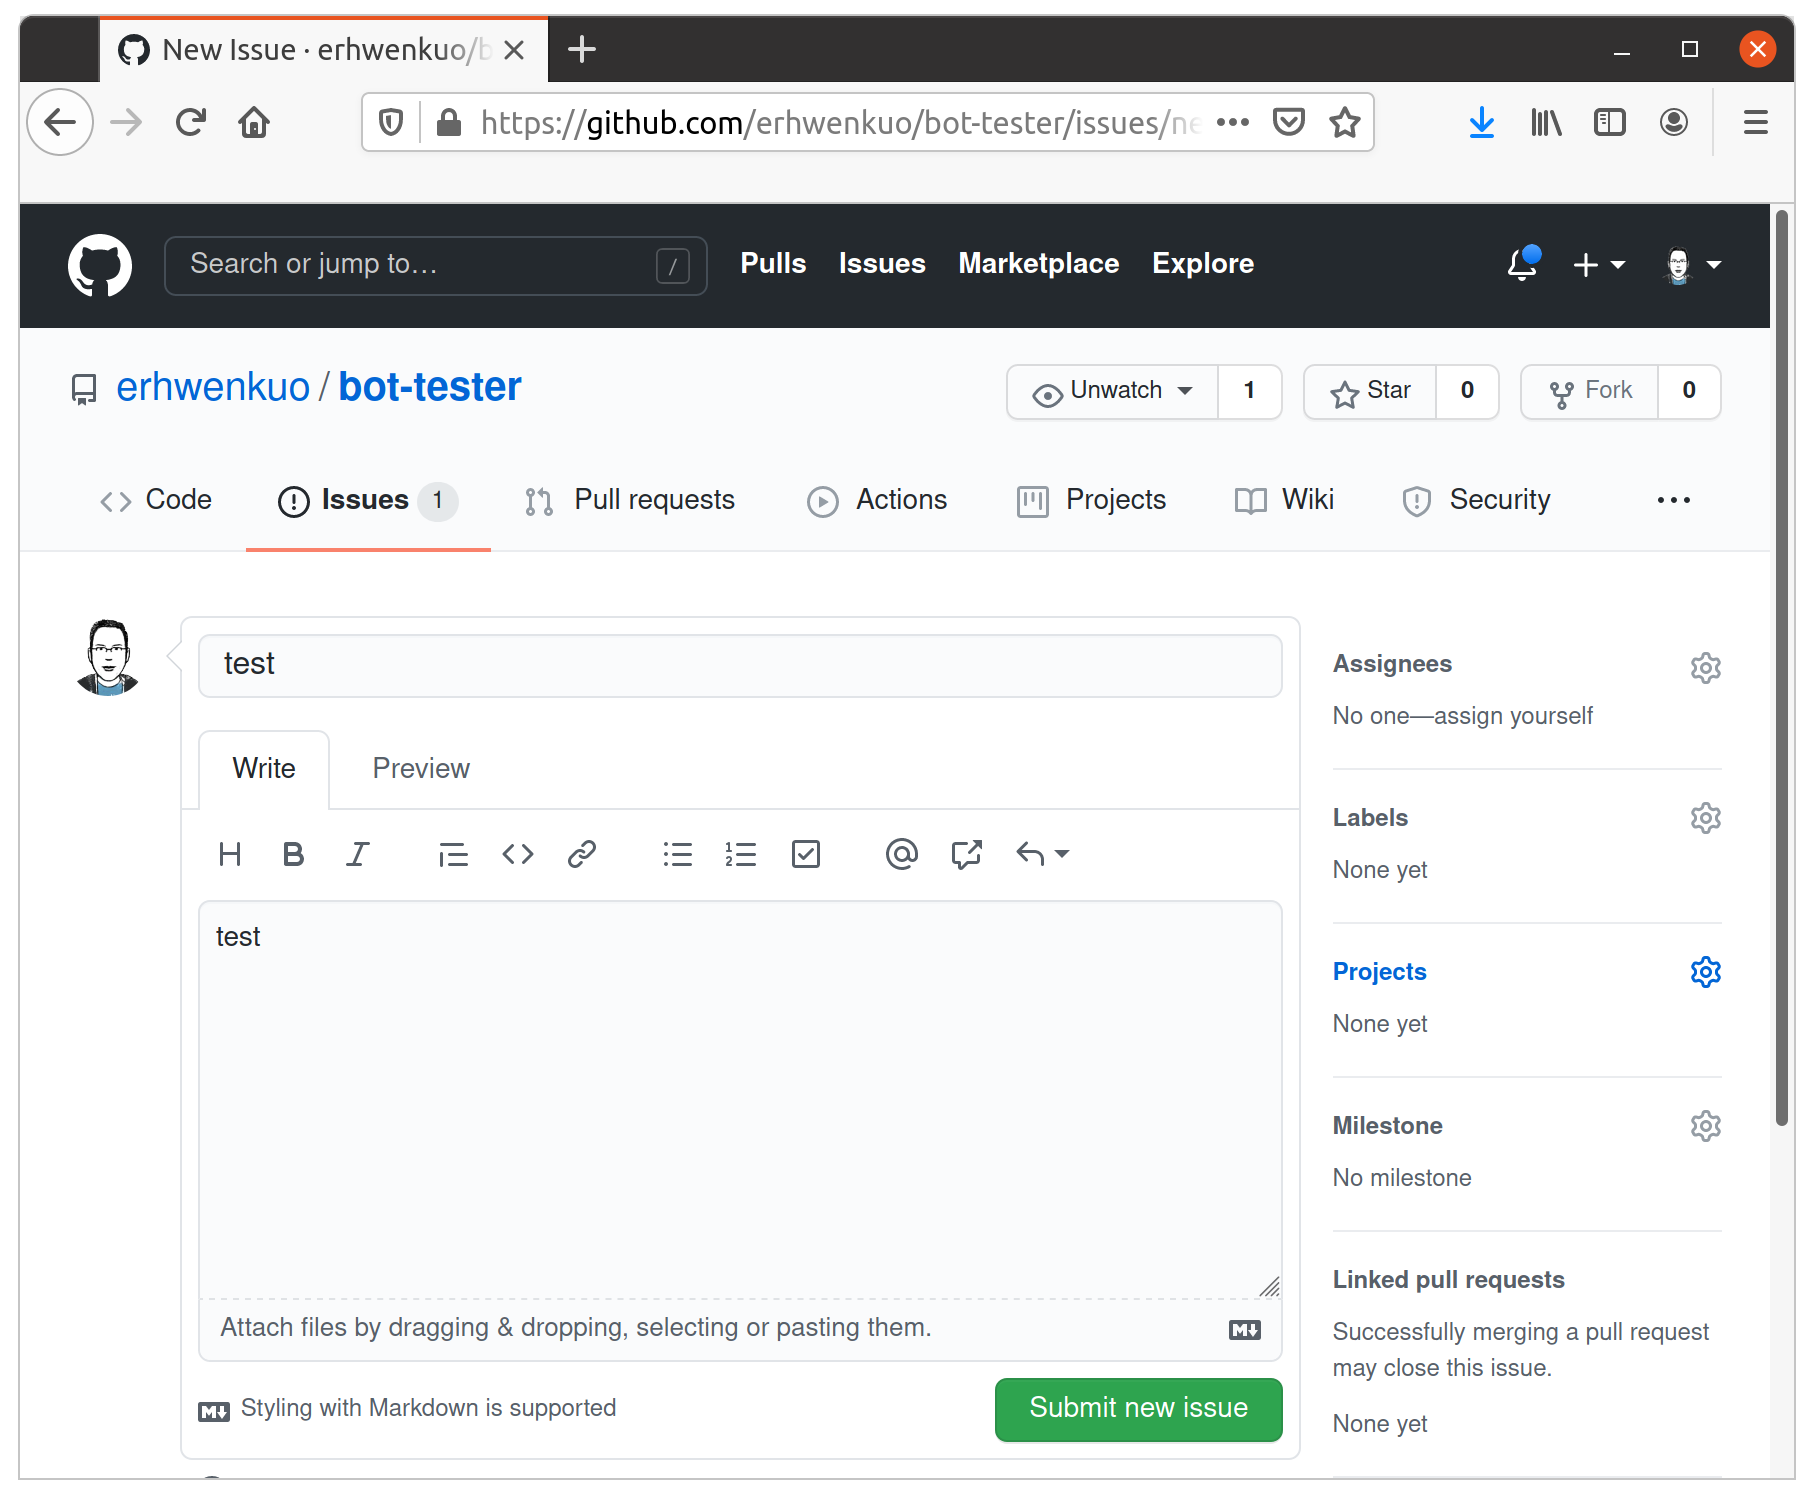 New Issue · erhwenkuo/b
https://github.com/erhwenkuo/bot-tester/issues/ne
Search or jump to…
/
Pulls
Issues
Marketplace
Explore
erhwenkuo / bot-tester
Unwatch
1
Star
0
Fork
0
Code
Issues 1
Pull requests
Actions
Projects
Wiki
Security
test
Write
Preview
test
Attach files by dragging & dropping, selecting or pasting them.
Styling with Markdown is supported
Submit new issue
Assignees
No one—assign yourself
Labels
None yet
Projects
None yet
Milestone
No milestone
Linked pull requests
Successfully merging a pull request
may close this issue.
None yet